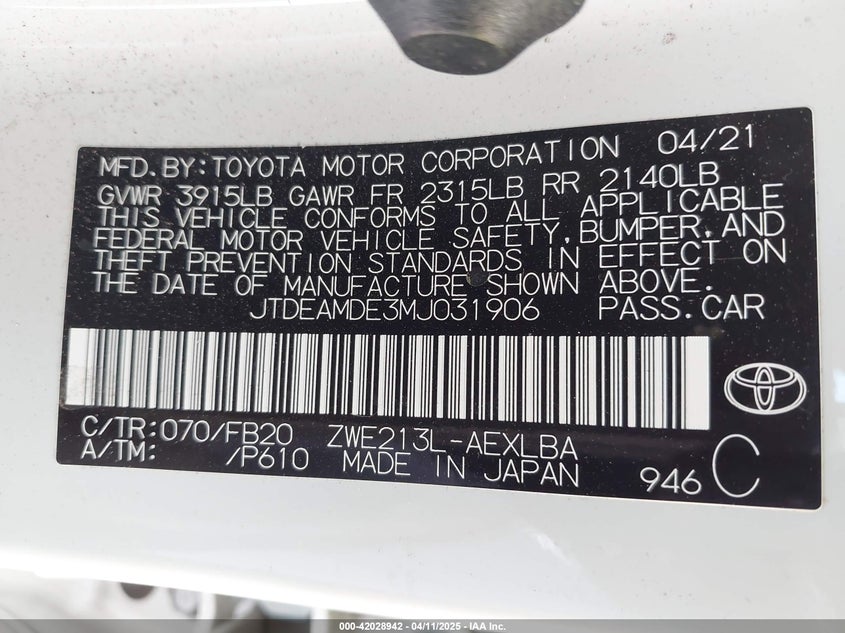 MFD.BY:TOYOTA MOTOR CORPORATION 04/21
GVWR 3915LB GAWR FR 2315LB RR 2140LB
THIS VEHICLE CONFORMS TO ALL APPLICABLE
FEDERAL MOTOR VEHICLE SAFETY,BUMPER,AND
THEFT PREVENTION STANDARDS IN EFFECT ON
THE DATE OF MANUFACTURE SHOWN ABOVE.
JTDEAMDE3MJ031906 PASS.CAR
C/TR:070/FB20 ZWE213L-AEXLBA
A/TM: /P610 MADE IN JAPAN 946 C
000-42028942 - 04/11/2025 - IAA Inc.